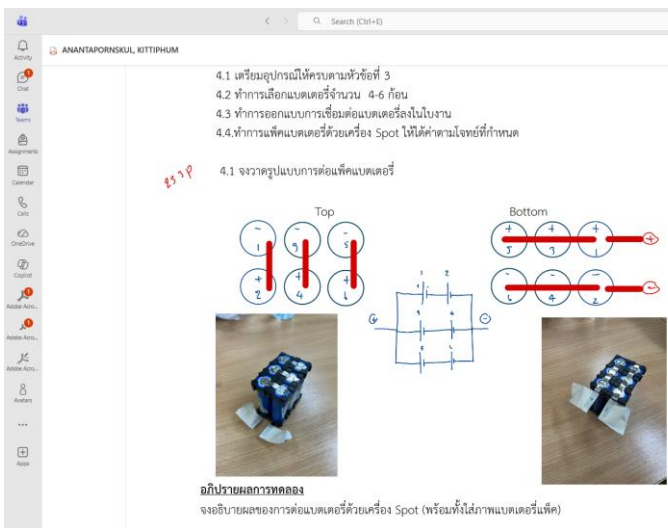 Search (Ctrl+E)
ANANTAPORNSKUL, KITTIPHUM
Activity
Chat
Teams
Assignments
Calendar
Calls
OneDrive
Copilot
Adobe Acro...
Adobe Acro...
Adobe Acro...
Avatars
...
Apps
4.1 เตรียมอุปกรณ์ให้ครบตามหัวข้อที่ 3
4.2 ทำการเลือกแบตเตอรี่จำนวน 4-6 ก้อน
4.3 ทำการออกแบบการเชื่อมต่อแบตเตอรี่ลงในใบงาน
4.4.ทำการแพ็คแบตเตอรี่ด้วยเครื่อง Spot ให้ได้ค่าตามโจทย์ที่กำหนด
2S3P
4.1 จงวาดรูปแบบการต่อแพ็คแบตเตอรี่
Top
Bottom
- - -
1 3 5
+ + +
2 4 6
+ + + +
5 3 1
- - - -
6 4 2
1 2
+ -
3 4
อภิปรายผลการทดลอง
จงอธิบายผลของการต่อแบตเตอรี่ด้วยเครื่อง Spot (พร้อมทั้งใส่ภาพแบตเตอรี่แพ็ค)